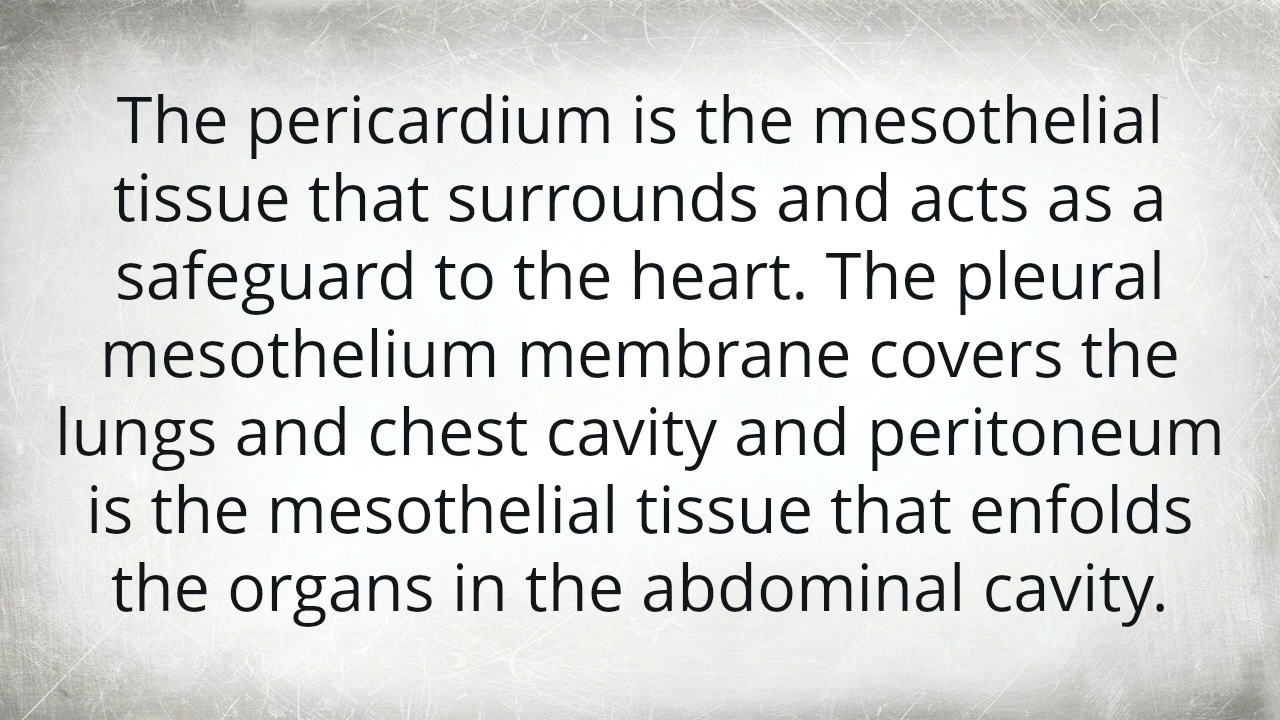 The pericardium is the mesothelial
tissue that surrounds and acts as a
safeguard to the heart. The pleural
mesothelium membrane covers the
lungs and chest cavity and peritoneum
is the mesothelial tissue that enfolds
the organs in the abdominal cavity.